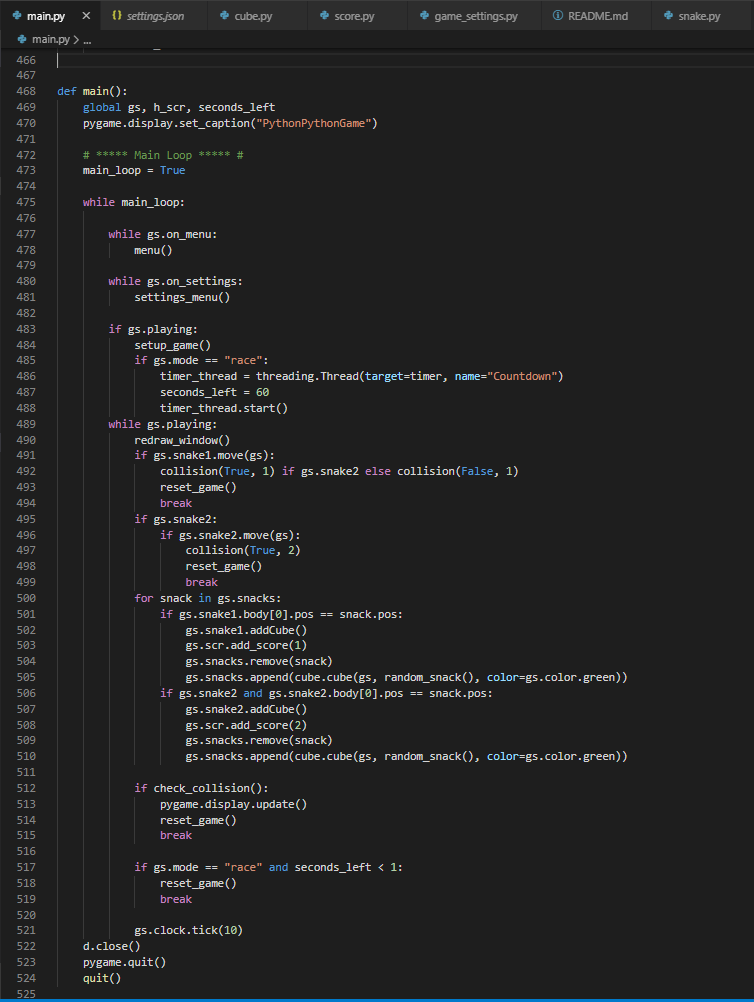 main.py × {} settings.json cube.py score.py game_settings.py README.md snake.py
main.py > ...
466
467
468 def main():
469     global gs, h_scr, seconds_left
470     pygame.display.set_caption("PythonPythonGame")
471
472     # ***** Main Loop ***** #
473     main_loop = True
474
475     while main_loop:
476
477         while gs.on_menu:
478             menu()
479
480         while gs.on_settings:
481             settings_menu()
482
483         if gs.playing:
484             setup_game()
485             if gs.mode == "race":
486                 timer_thread = threading.Thread(target=timer, name="Countdown")
487                 seconds_left = 60
488                 timer_thread.start()
489         while gs.playing:
490             redraw_window()
491             if gs.snake1.move(gs):
492                 collision(True, 1) if gs.snake2 else collision(False, 1)
493                 reset_game()
494                 break
495             if gs.snake2:
496                 if gs.snake2.move(gs):
497                     collision(True, 2)
498                     reset_game()
499                     break
500             for snack in gs.snacks:
501                 if gs.snake1.body[0].pos == snack.pos:
502                     gs.snake1.addCube()
503                     gs.scr.add_score(1)
504                     gs.snacks.remove(snack)
505                     gs.snacks.append(cube.cube(gs, random_snack(), color=gs.color.green))
506                 if gs.snake2 and gs.snake2.body[0].pos == snack.pos:
507                     gs.snake2.addCube()
508                     gs.scr.add_score(2)
509                     gs.snacks.remove(snack)
510                     gs.snacks.append(cube.cube(gs, random_snack(), color=gs.color.green))
511
512             if check_collision():
513                 pygame.display.update()
514                 reset_game()
515                 break
516
517             if gs.mode == "race" and seconds_left < 1:
518                 reset_game()
519                 break
520
521             gs.clock.tick(10)
522     d.close()
523     pygame.quit()
524     quit()
525